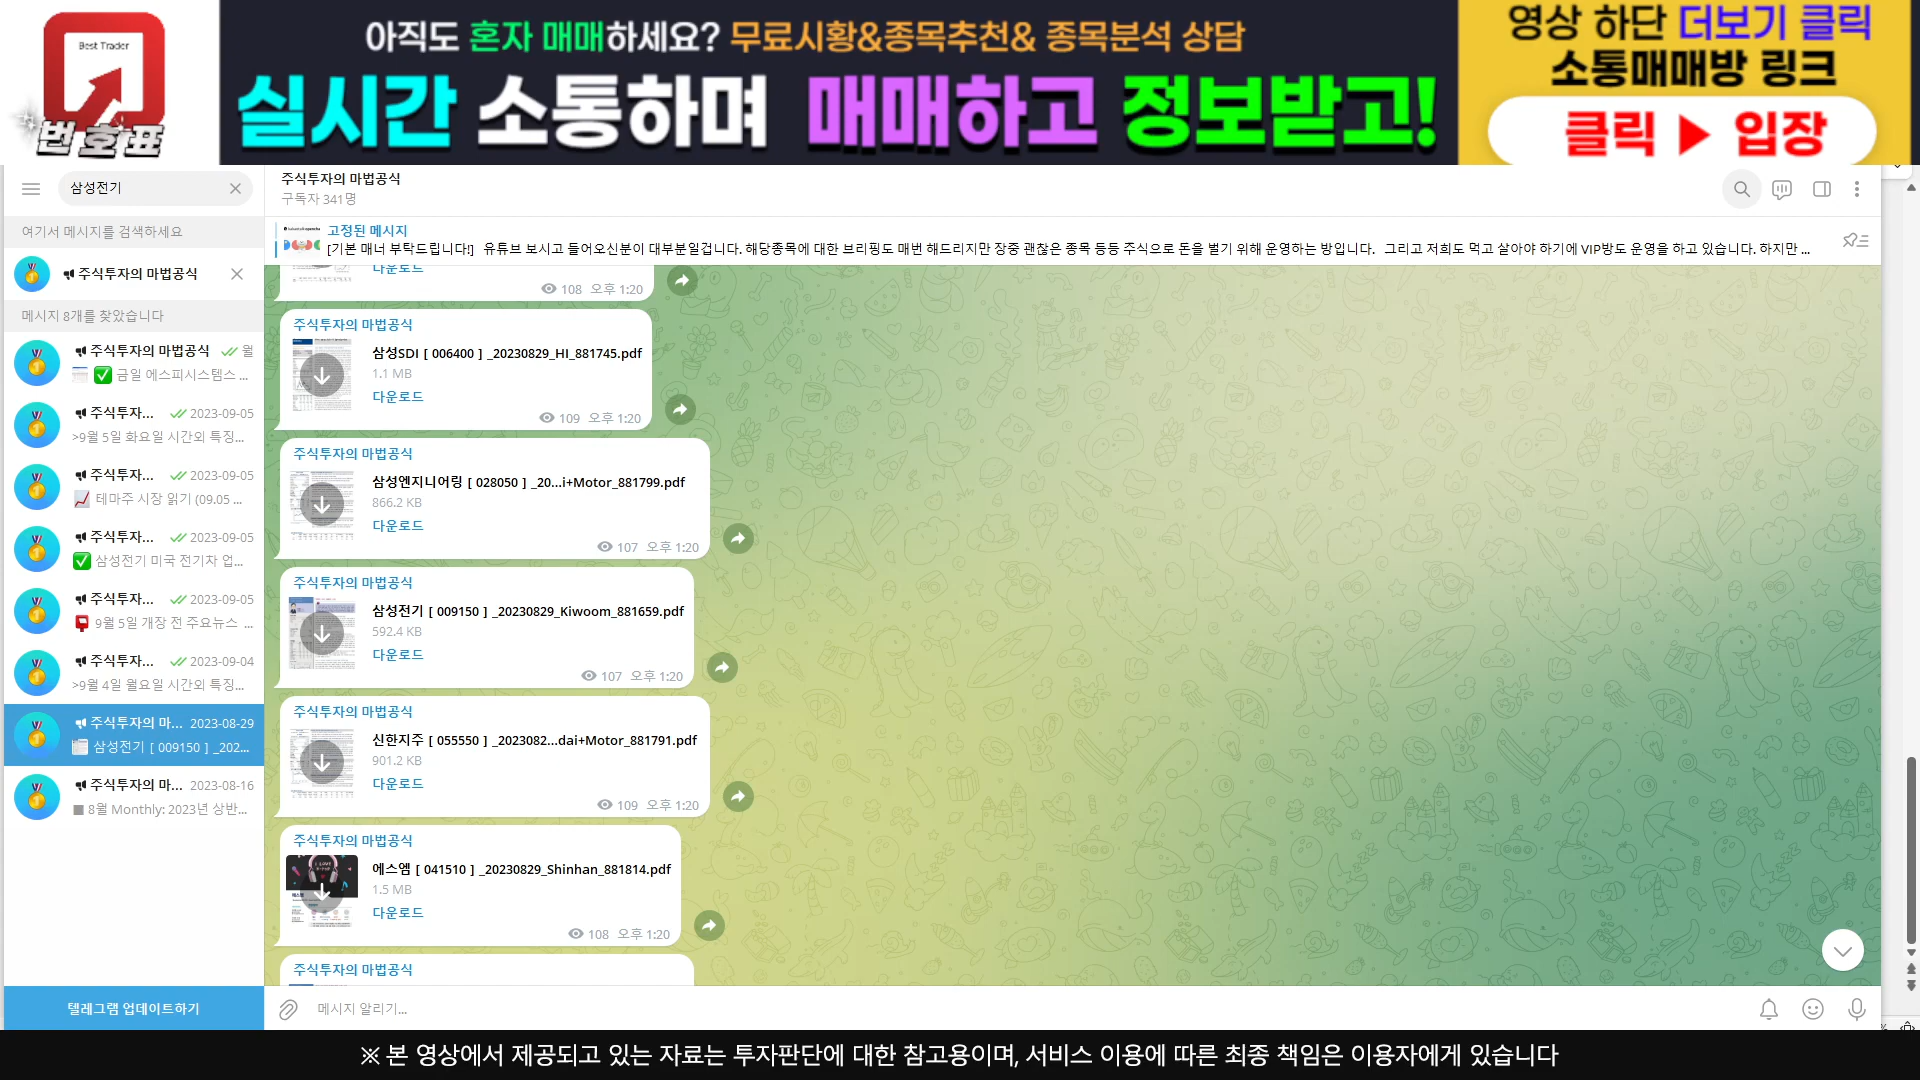 Best Trader
번호표
아직도 혼자 매매하세요? 무료시황&종목추천& 종목분석 상담
실시간 소통하며 매매하고 정보받고!
영상 하단 더보기 클릭
소통매매방 링크
클릭 ▶ 입장
삼성전기
여기서 메시지를 검색하세요
주식투자의 마법공식
메시지 8개를 찾았습니다
주식투자의 마법공식 월
✅ 금일 에스피시스템스 ...
주식투자... 2023-09-05
>9월 5일 화요일 시간외 특징...
주식투자... 2023-09-05
테마주 시장 읽기 (09.05 ...
주식투자... 2023-09-05
✅ 삼성전기 미국 전기차 업...
주식투자... 2023-09-05
9월 5일 개장 전 주요뉴스 ...
주식투자... 2023-09-04
>9월 4일 월요일 시간외 특징...
주식투자의 마... 2023-08-29
삼성전기 [ 009150 ] _202...
주식투자의 마... 2023-08-16
■ 8월 Monthly: 2023년 상반...
텔레그램 업데이트하기
주식투자의 마법공식
구독자 341명
고정된 메시지
[기본 매너 부탁드립니다!] 유튜브 보시고 들어오신분이 대부분일겁니다. 해당종목에 대한 브리핑도 매번 해드리지만 장중 괜찮은 종목 등등 주식으로 돈을 벌기 위해 운영하는 방입니다. 그리고 저희도 먹고 살아야 하기에 VIP방도 운영을 하고 있습니다. 하지만 ...
다운로드
108 오후 1:20
주식투자의 마법공식
삼성SDI [ 006400 ] _20230829_HI_881745.pdf
1.1 MB
다운로드
109 오후 1:20
주식투자의 마법공식
삼성엔지니어링 [ 028050 ] _20...i+Motor_881799.pdf
866.2 KB
다운로드
107 오후 1:20
주식투자의 마법공식
삼성전기 [ 009150 ] _20230829_Kiwoom_881659.pdf
592.4 KB
다운로드
107 오후 1:20
주식투자의 마법공식
신한지주 [ 055550 ] _2023082...dai+Motor_881791.pdf
901.2 KB
다운로드
109 오후 1:20
주식투자의 마법공식
에스엠 [ 041510 ] _20230829_Shinhan_881814.pdf
1.5 MB
다운로드
108 오후 1:20
주식투자의 마법공식
메시지 알리기...
※ 본 영상에서 제공되고 있는 자료는 투자판단에 대한 참고용이며, 서비스 이용에 따른 최종 책임은 이용자에게 있습니다